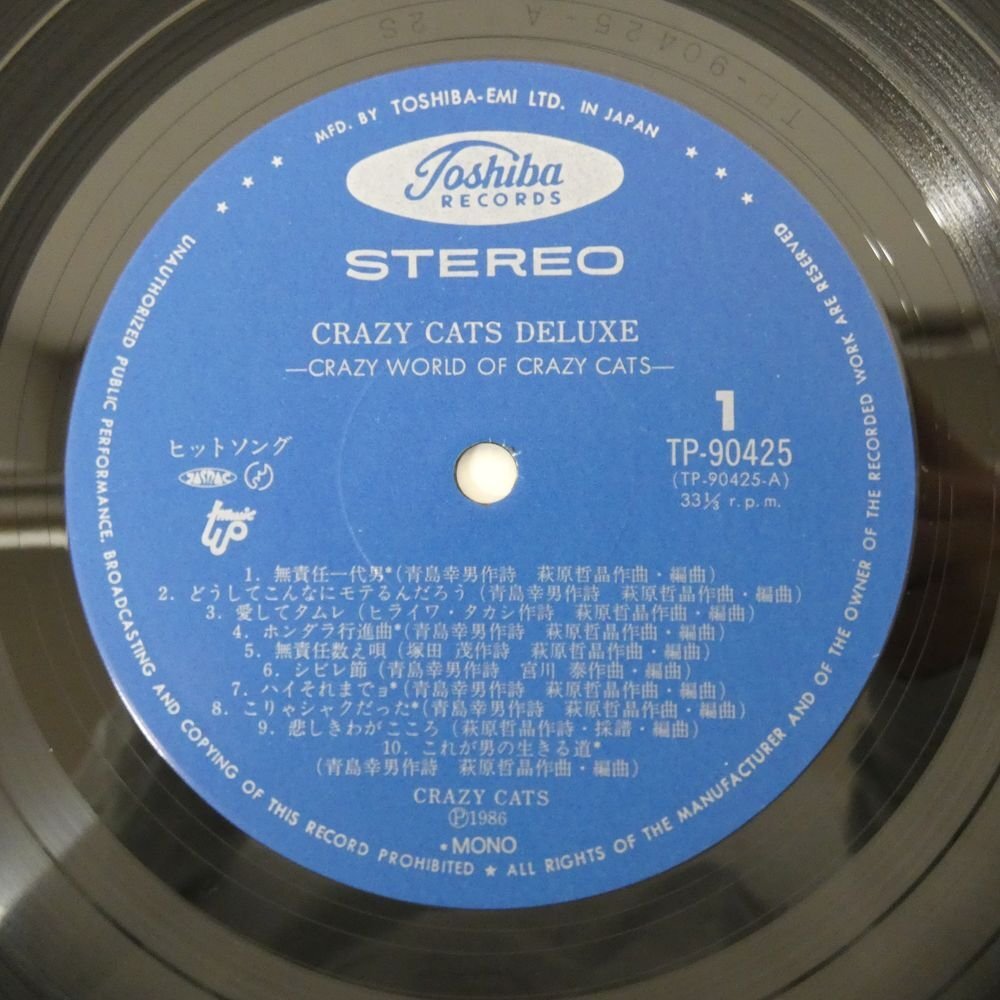 TP-90425-A 2S
MFD. BY TOSHIBA-EMI LTD. IN JAPAN
Toshiba
RECORDS
STEREO
CRAZY CATS DELUXE
—CRAZY WORLD OF CRAZY CATS—
ヒットソング
JASRAC
music
1
TP-90425
(TP-90425-A)
33⅓ r.p.m.
1. 無責任一代男*(青島幸男作詩 萩原哲晶作曲・編曲)
2. どうしてこんなにモテるんだろう (青島幸男作詩 萩原哲晶作曲・編曲)
3. 愛してタムレ (ヒライワ・タカシ作詩 萩原哲晶作曲・編曲)
4. ホンダラ行進曲*(青島幸男作詩 萩原哲晶作曲・編曲)
5. 無責任数え唄 (塚田 茂作詩 萩原哲晶作曲・編曲)
6. シビレ節 (青島幸男作詩 宮川 泰作曲・編曲)
7. ハイそれまでョ*(青島幸男作詩 萩原哲晶作曲・編曲)
8. こりゃシャクだった*(青島幸男作詩 萩原哲晶作曲・編曲)
9. 悲しきわがこころ (萩原哲晶作詩・採譜・編曲)
10. これが男の生きる道*
(青島幸男作詩 萩原哲晶作曲・編曲)
CRAZY CATS
Ⓟ1986
*MONO
UNAUTHORIZED PUBLIC PERFORMANCE, BROADCASTING AND COPYING OF THIS RECORD PROHIBITED ★ ALL RIGHTS OF THE MANUFACTURER AND OF THE OWNER OF THE RECORDED WORK ARE RESERVED